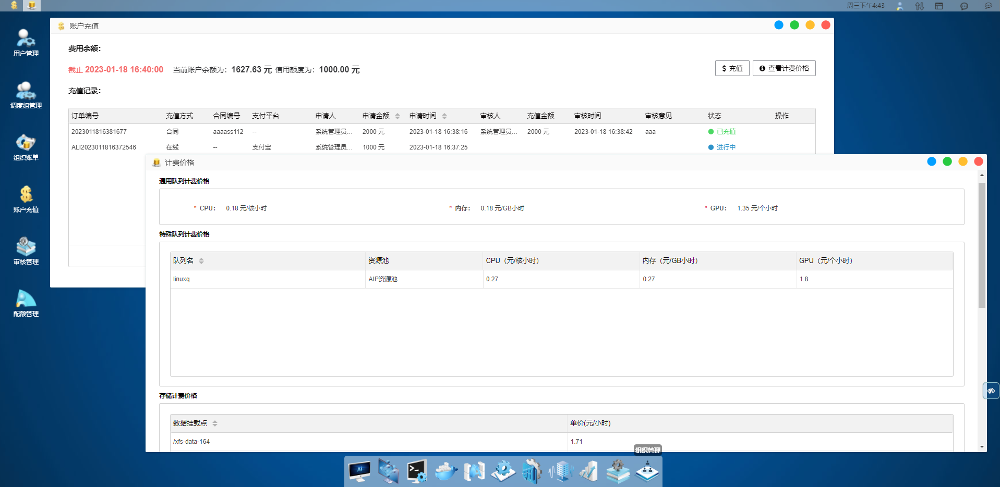 周三下午4:43
用户管理
调度组管理
组织账单
账户充值
审核管理
配额管理
账户充值
费用余额：
截止 2023-01-18 16:40:00 当前账户余额为： 1627.63 元 信用额度为： 1000.00 元
$ 充值
查看计费价格
充值记录：
订单编号 充值方式 合同编号 支付平台 申请人 申请金额 申请时间 审核人 充值金额 审核时间 审核意见 状态 操作
2023011816381677 合同 aaaass112 -- 系统管理员... 2000 元 2023-01-18 16:38:16 系统管理员... 2000 元 2023-01-18 16:38:42 aaa 已充值
ALI2023011816372546 在线 -- 支付宝 系统管理员... 1000 元 2023-01-18 16:37:25 进行中
计费价格
通用队列计费价格
* CPU： 0.18 元/核小时 * 内存： 0.18 元/GB小时 * GPU： 1.35 元/个小时
特殊队列计费价格
队列名 资源池 CPU（元/核小时） 内存（元/GB小时） GPU（元/个小时）
linuxq AIP资源池 0.27 0.27 1.8
存储计费价格
数据挂载点 单价(元/小时)
/xfs-data-164 1.71
组织管理
Ai